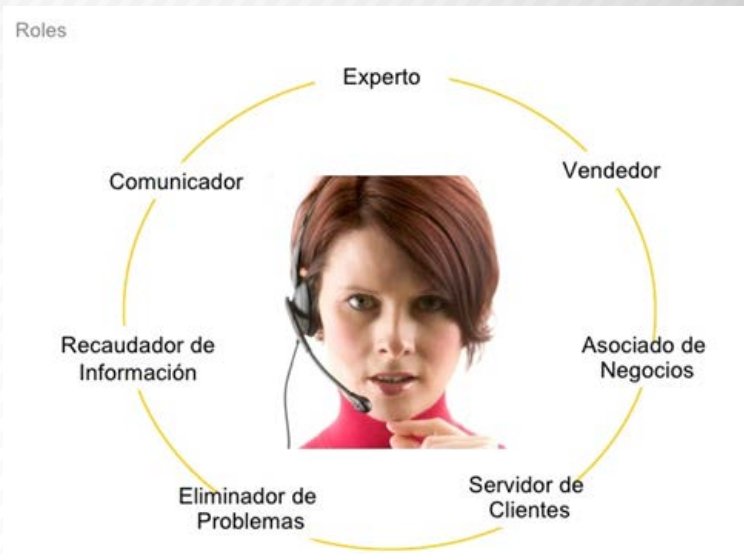 Roles
Experto
Vendedor
Asociado de
Negocios
Servidor de
Clientes
Eliminador de
Problemas
Recaudador de
Información
Comunicador